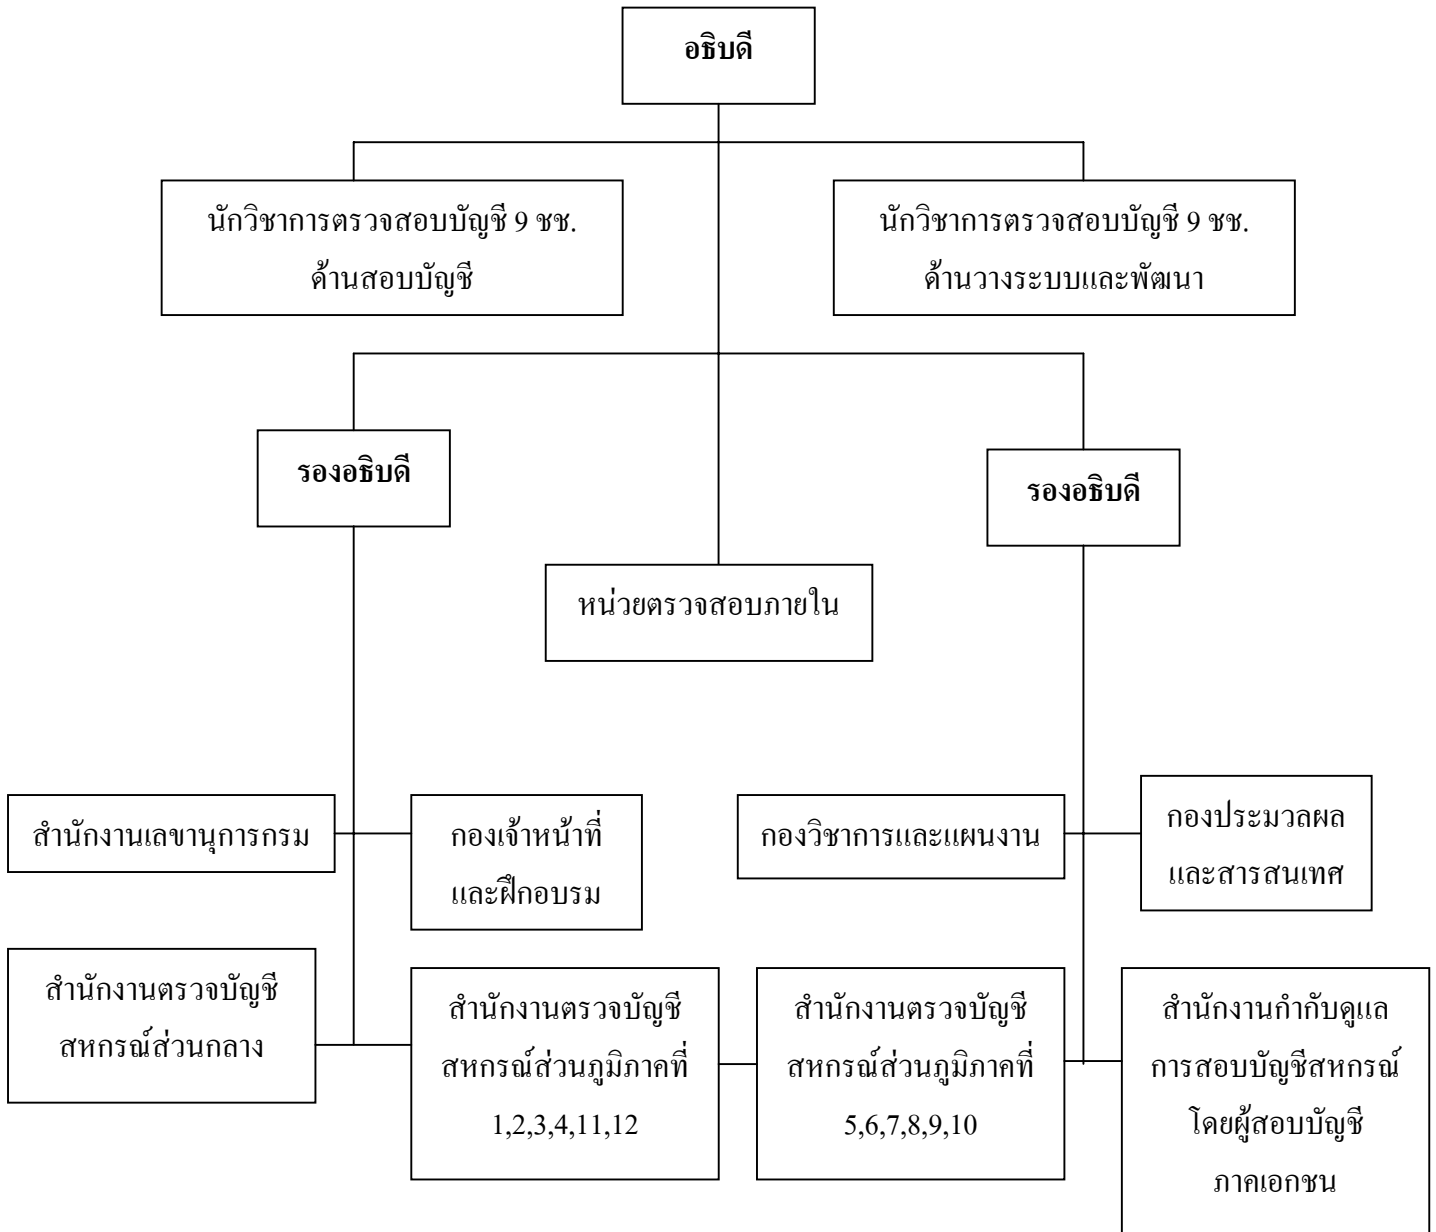 อธิบดี
นักวิชาการตรวจสอบบัญชี 9 ชช.
ด้านสอบบัญชี
นักวิชาการตรวจสอบบัญชี 9 ชช.
ด้านวางระบบและพัฒนา
รองอธิบดี
รองอธิบดี
หน่วยตรวจสอบภายใน
สำนักงานเลขานุการกรม
กองเจ้าหน้าที่
และฝึกอบรม
กองวิชาการและแผนงาน
กองประมวลผล
และสารสนเทศ
สำนักงานตรวจบัญชี
สหกรณ์ส่วนกลาง
สำนักงานตรวจบัญชี
สหกรณ์ส่วนภูมิภาคที่
1,2,3,4,11,12
สำนักงานตรวจบัญชี
สหกรณ์ส่วนภูมิภาคที่
5,6,7,8,9,10
สำนักงานกำกับดูแล
การสอบบัญชีสหกรณ์
โดยผู้สอบบัญชี
ภาคเอกชน